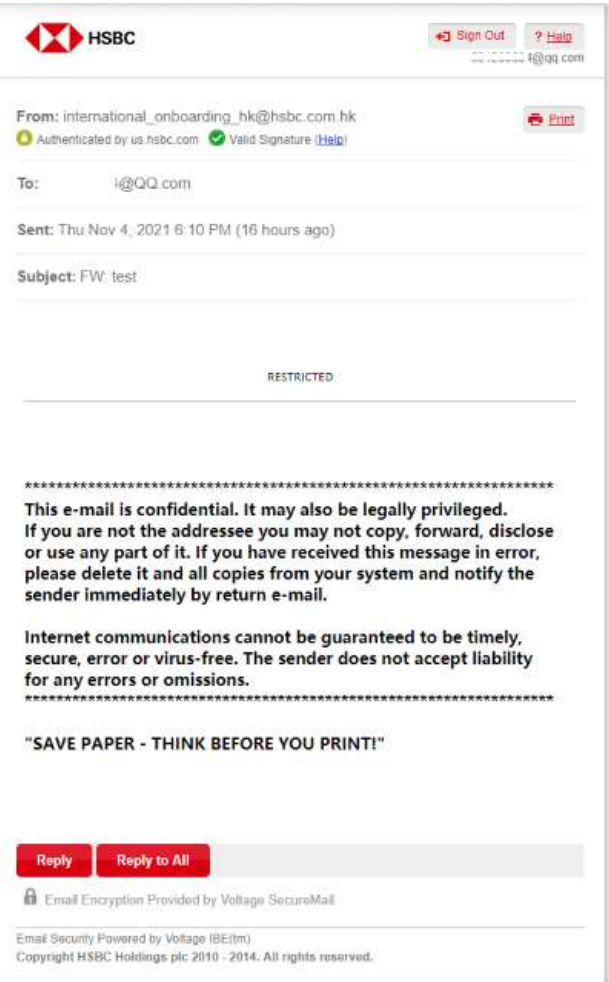 HSBC
Sign Out
? Help
4@qq.com
From: international_onboarding_hk@hsbc.com.hk
Print
Authenticated by us.hsbc.com Valid Signature (Help)
To: @QQ.com
Sent: Thu Nov 4, 2021 6:10 PM (16 hours ago)
Subject: FW: test
RESTRICTED
********************************************************************
This e-mail is confidential. It may also be legally privileged.
If you are not the addressee you may not copy, forward, disclose
or use any part of it. If you have received this message in error,
please delete it and all copies from your system and notify the
sender immediately by return e-mail.
Internet communications cannot be guaranteed to be timely,
secure, error or virus-free. The sender does not accept liability
for any errors or omissions.
********************************************************************
"SAVE PAPER - THINK BEFORE YOU PRINT!"
Reply
Reply to All
Email Encryption Provided by Voltage SecureMail
Email Security Powered by Voltage IBE(tm)
Copyright HSBC Holdings plc 2010 - 2014. All rights reserved.